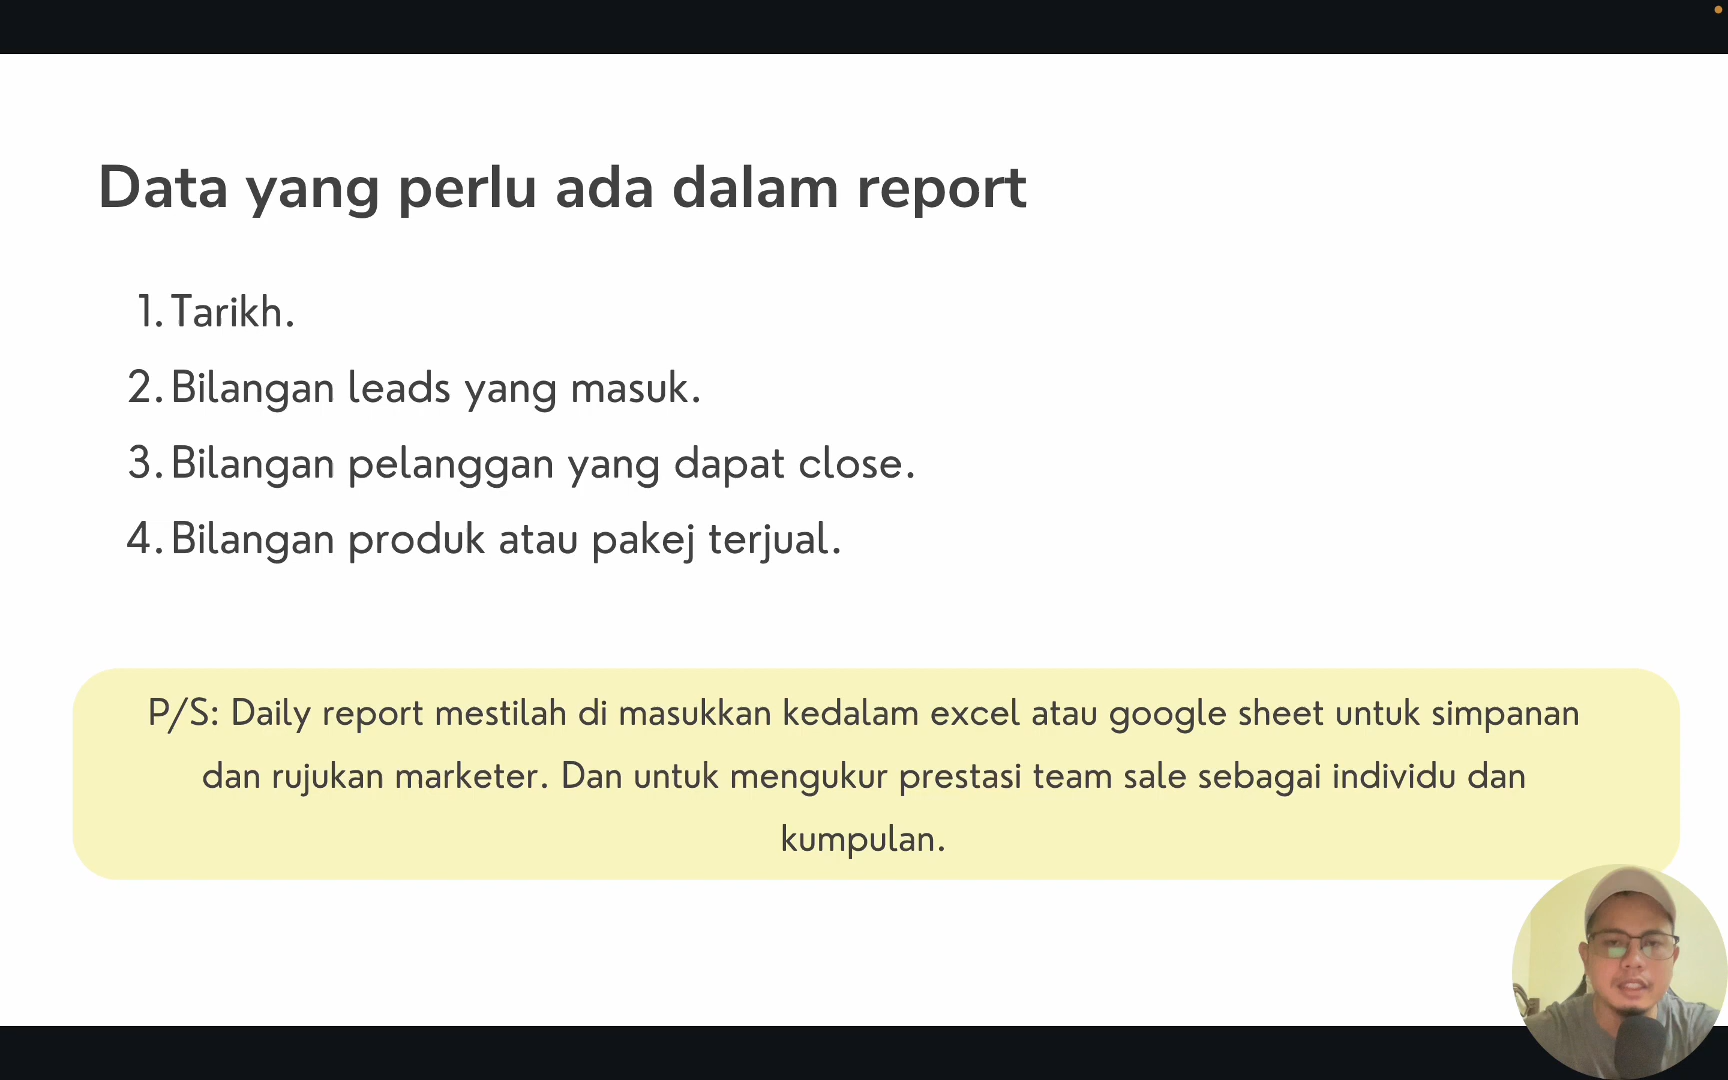 Data yang perlu ada dalam report
1. Tarikh.
2. Bilangan leads yang masuk.
3. Bilangan pelanggan yang dapat close.
4. Bilangan produk atau pakej terjual.
P/S: Daily report mestilah di masukkan kedalam excel atau google sheet untuk simpanan
dan rujukan marketer. Dan untuk mengukur prestasi team sale sebagai individu dan
kumpulan.